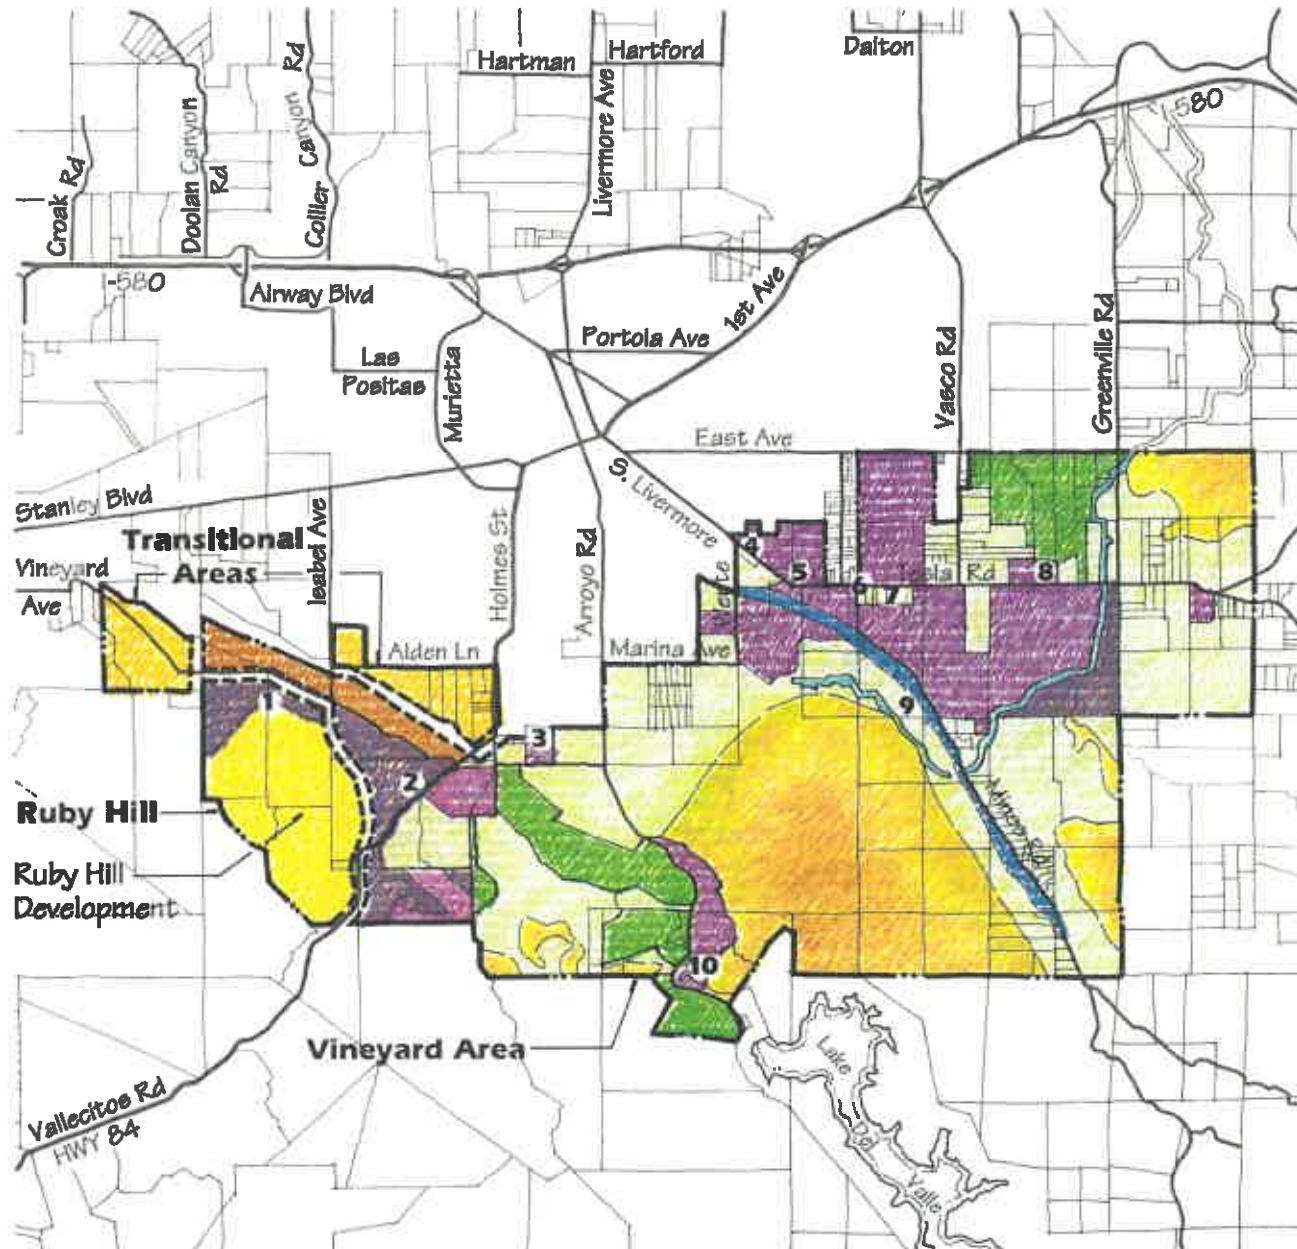 Hartman
Hartford
Dalton
Croak Rd
Doolan Canyon
Rd
Collier Canyon Rd
Livermore Ave
I-580
I-580
Airway Blvd
Las
Positas
Murietta
Portola Ave
1st Ave
Vasco Rd
Greenville Rd
East Ave
S. Livermore
Stanley Blvd
Isabel Ave
Holmes St
Arroyo Rd
Transitional
Areas
Vineyard
Ave
Alden Ln
Marina Ave
Rd
4
5
6
7
8
1
2
3
9
10
Ruby Hill
Ruby Hill
Development
Vineyard Area
Vallecitos Rd
HWY 84
Lake
Del
Valle